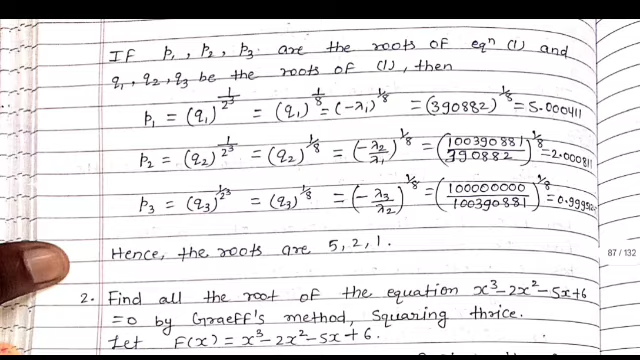 If p₁, p₂, p₃ are the roots of eqⁿ (1) and
q₁, q₂, q₃ be the roots of (1), then
p₁ = (q₁)^(1/2³) = (q₁)^(1/8) = (-λ₁)^(1/8) = (390882)^(1/8) = 5.000411
p₂ = (q₂)^(1/2³) = (q₂)^(1/8) = (-λ₂/λ₁)^(1/8) = (100390881/390882)^(1/8) = 2.000811
p₃ = (q₃)^(1/2³) = (q₃)^(1/8) = (-λ₃/λ₂)^(1/8) = (100000000/100390881)^(1/8) = 0.9995
Hence, the roots are 5, 2, 1.
87 / 132
2. Find all the root of the equation x³-2x²-5x+6
=0 by Graeff's method, Squaring thrice.
Let F(x) = x³-2x²-5x+6.